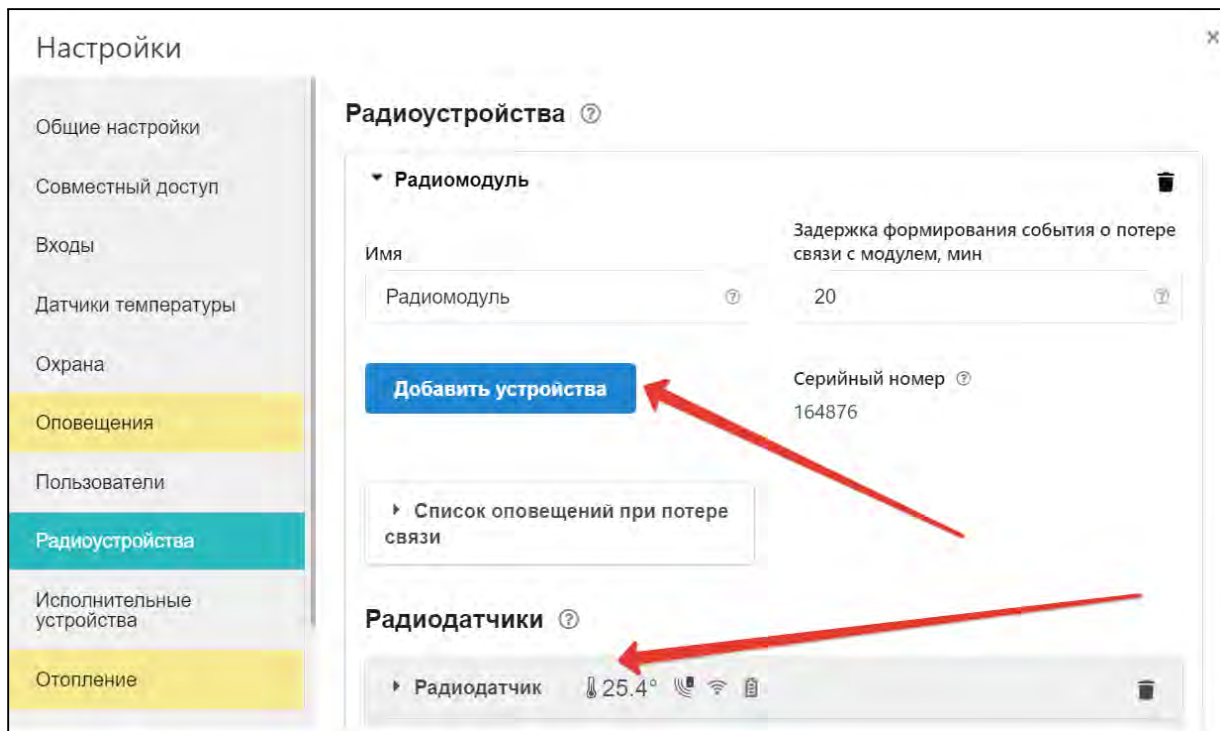 Настройки
Общие настройки
Совместный доступ
Входы
Датчики температуры
Охрана
Оповещения
Пользователи
Радиоустройства
Исполнительные
устройства
Отопление
Радиоустройства
Радиомодуль
Имя
Радиомодуль
Задержка формирования события о потере
связи с модулем, мин
20
Добавить устройства
Серийный номер
164876
Список оповещений при потере
связи
Радиодатчики
Радиодатчик 25.4°